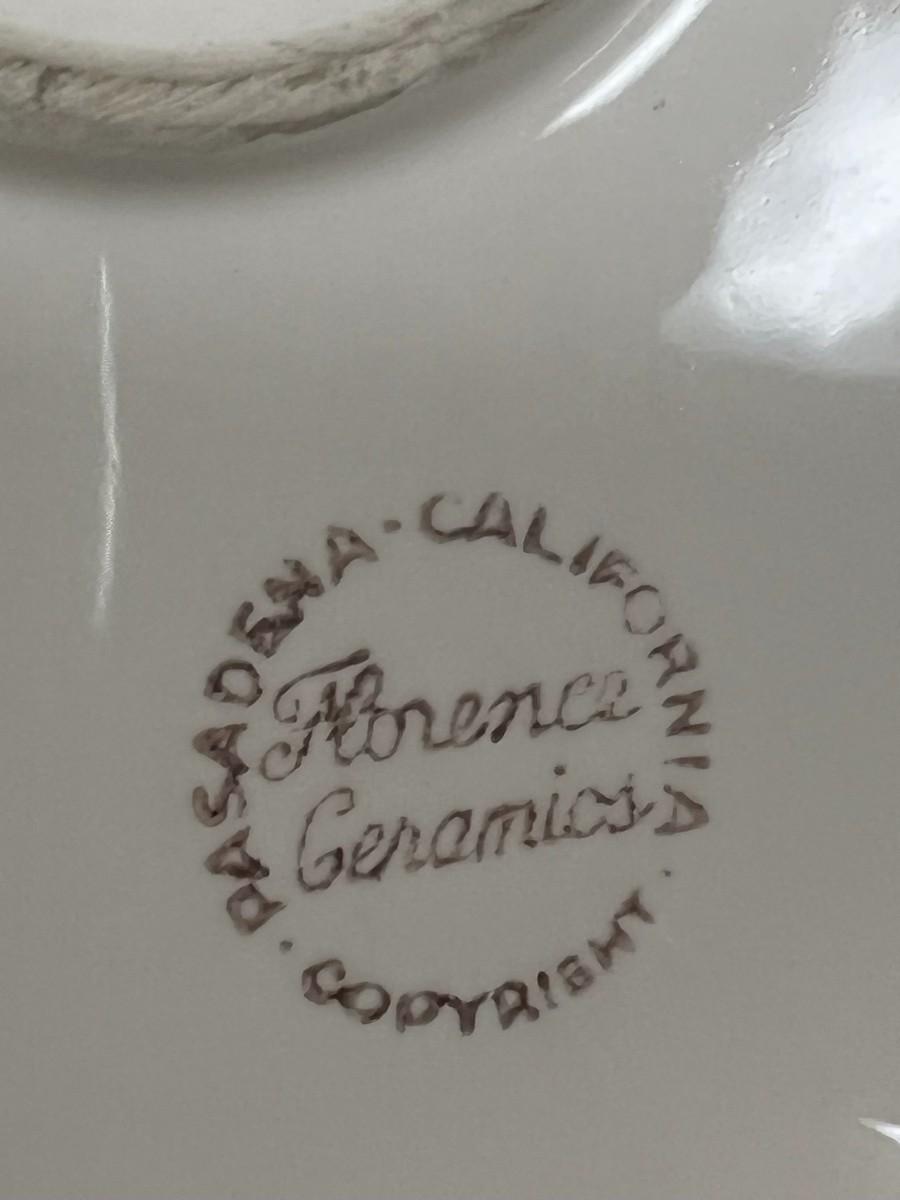 PASADENA · CALIFORNIA ·
Florence
Ceramics
COPYRIGHT ·